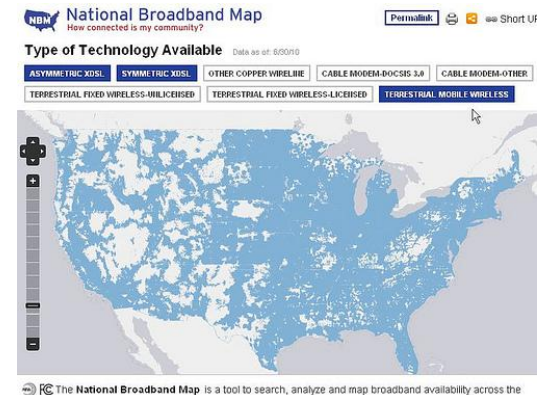 NBM National Broadband Map
How connected is my community?
Permalink Short UR
Type of Technology Available Data as of: 6/30/10
ASYMMETRIC XDSL SYMMETRIC XDSL OTHER COPPER WIRELINE CABLE MODEM-DOCSIS 3.0 CABLE MODEM-OTHER
TERRESTRIAL FIXED WIRELESS-UNLICENSED TERRESTRIAL FIXED WIRELESS-LICENSED TERRESTRIAL MOBILE WIRELESS
FC The National Broadband Map is a tool to search, analyze and map broadband availability across the